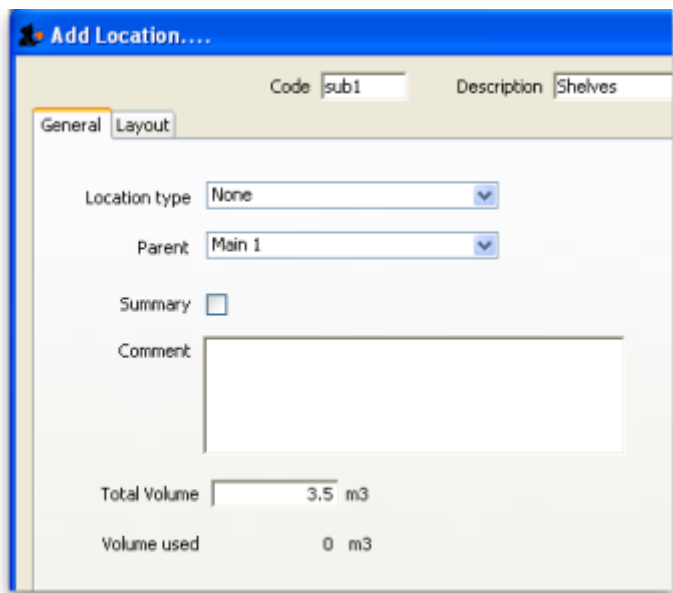 Add Location....
Code sub1 Description Shelves
General Layout
Location type None
Parent Main 1
Summary
Comment
Total Volume 3.5 m3
Volume used 0 m3